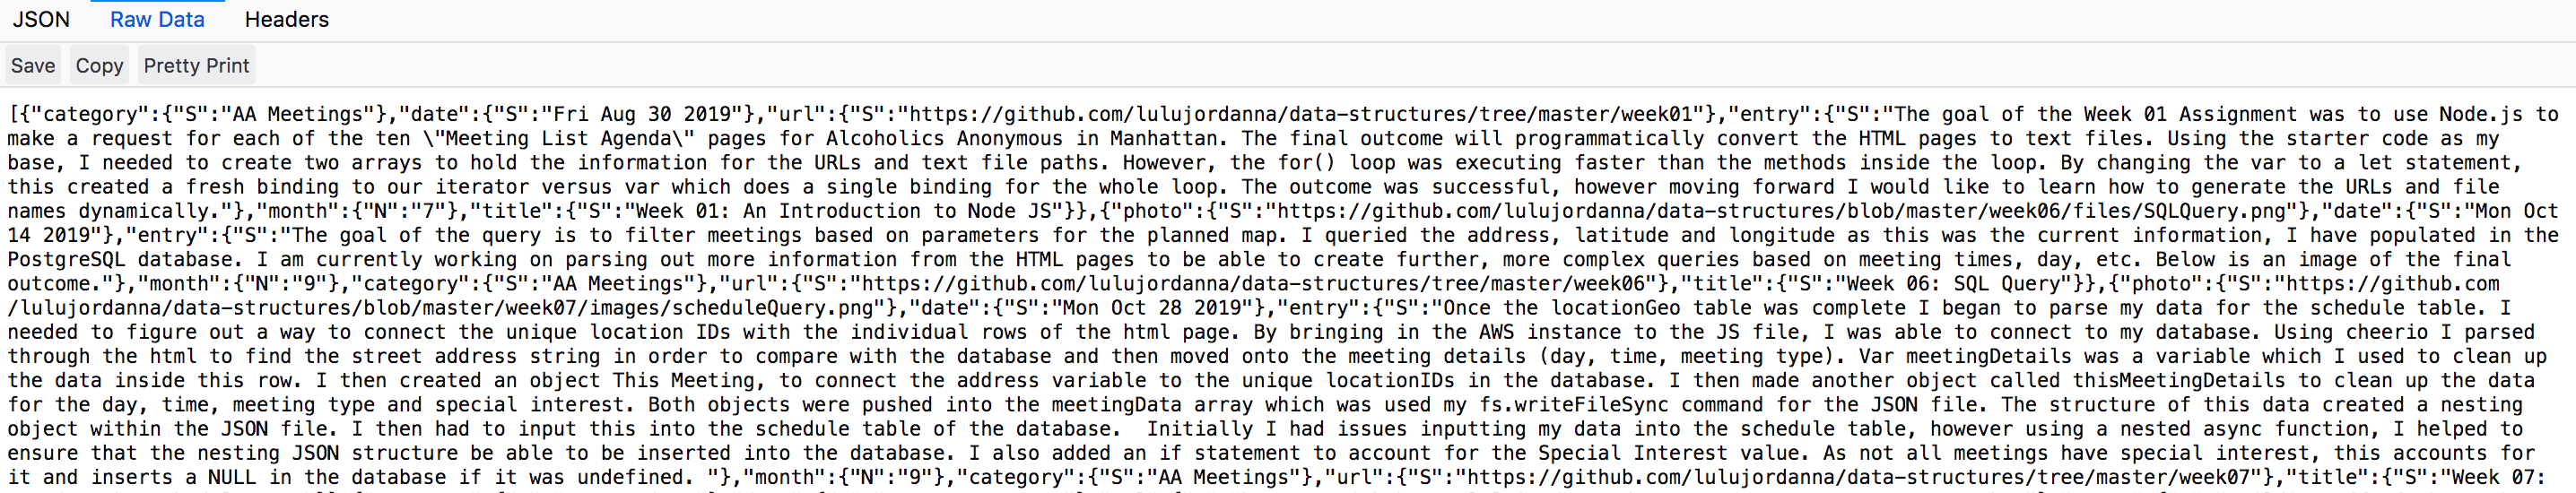 JSON Raw Data Headers
Save Copy Pretty Print
[{"category":{"S":"AA Meetings"},"date":{"S":"Fri Aug 30 2019"},"url":{"S":"https://github.com/lulujordanna/data-structures/tree/master/week01"},"entry":{"S":"The goal of the Week 01 Assignment was to use Node.js to
make a request for each of the ten \"Meeting List Agenda\" pages for Alcoholics Anonymous in Manhattan. The final outcome will programmatically convert the HTML pages to text files. Using the starter code as my
base, I needed to create two arrays to hold the information for the URLs and text file paths. However, the for() loop was executing faster than the methods inside the loop. By changing the var to a let statement,
this created a fresh binding to our iterator versus var which does a single binding for the whole loop. The outcome was successful, however moving forward I would like to learn how to generate the URLs and file
names dynamically."},"month":{"N":"7"},"title":{"S":"Week 01: An Introduction to Node JS"}},{"photo":{"S":"https://github.com/lulujordanna/data-structures/blob/master/week06/files/SQLQuery.png"},"date":{"S":"Mon Oct
14 2019"},"entry":{"S":"The goal of the query is to filter meetings based on parameters for the planned map. I queried the address, latitude and longitude as this was the current information, I have populated in the
PostgreSQL database. I am currently working on parsing out more information from the HTML pages to be able to create further, more complex queries based on meeting times, day, etc. Below is an image of the final
outcome."},"month":{"N":"9"},"category":{"S":"AA Meetings"},"url":{"S":"https://github.com/lulujordanna/data-structures/tree/master/week06"},"title":{"S":"Week 06: SQL Query"}},{"photo":{"S":"https://github.com
/lulujordanna/data-structures/blob/master/week07/images/scheduleQuery.png"},"date":{"S":"Mon Oct 28 2019"},"entry":{"S":"Once the locationGeo table was complete I began to parse my data for the schedule table. I
needed to figure out a way to connect the unique location IDs with the individual rows of the html page. By bringing in the AWS instance to the JS file, I was able to connect to my database. Using cheerio I parsed
through the html to find the street address string in order to compare with the database and then moved onto the meeting details (day, time, meeting type). Var meetingDetails was a variable which I used to clean up
the data inside this row. I then created an object This Meeting, to connect the address variable to the unique locationIDs in the database. I then made another object called thisMeetingDetails to clean up the data
for the day, time, meeting type and special interest. Both objects were pushed into the meetingData array which was used my fs.writeFileSync command for the JSON file. The structure of this data created a nesting
object within the JSON file. I then had to input this into the schedule table of the database.  Initially I had issues inputting my data into the schedule table, however using a nested async function, I helped to
ensure that the nesting JSON structure be able to be inserted into the database. I also added an if statement to account for the Special Interest value. As not all meetings have special interest, this accounts for
it and inserts a NULL in the database if it was undefined. "},"month":{"N":"9"},"category":{"S":"AA Meetings"},"url":{"S":"https://github.com/lulujordanna/data-structures/tree/master/week07"},"title":{"S":"Week 07: